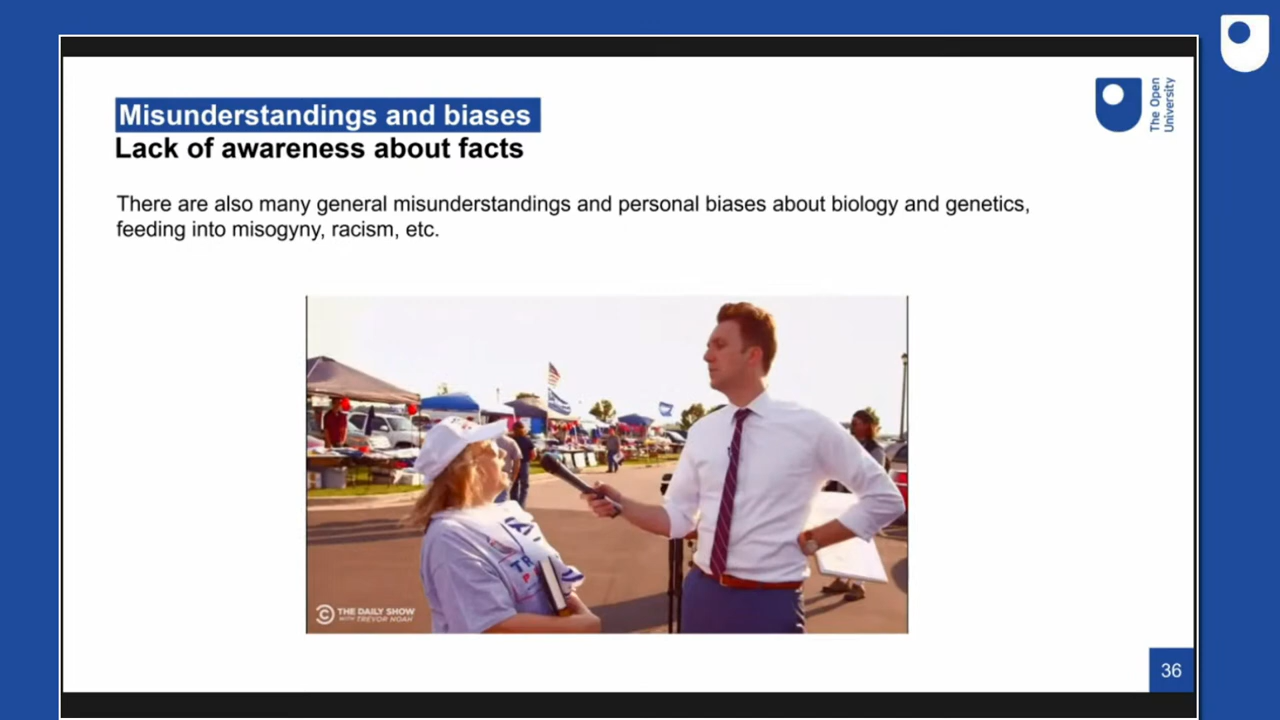 Misunderstandings and biases
Lack of awareness about facts
The Open
University
There are also many general misunderstandings and personal biases about biology and genetics,
feeding into misogyny, racism, etc.
THE DAILY SHOW
WITH TREVOR NOAH
36